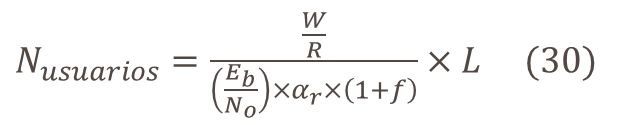 N_usuarios = (W/R) / ((E_b/N_o)×α_r×(1+f)) × L (30)